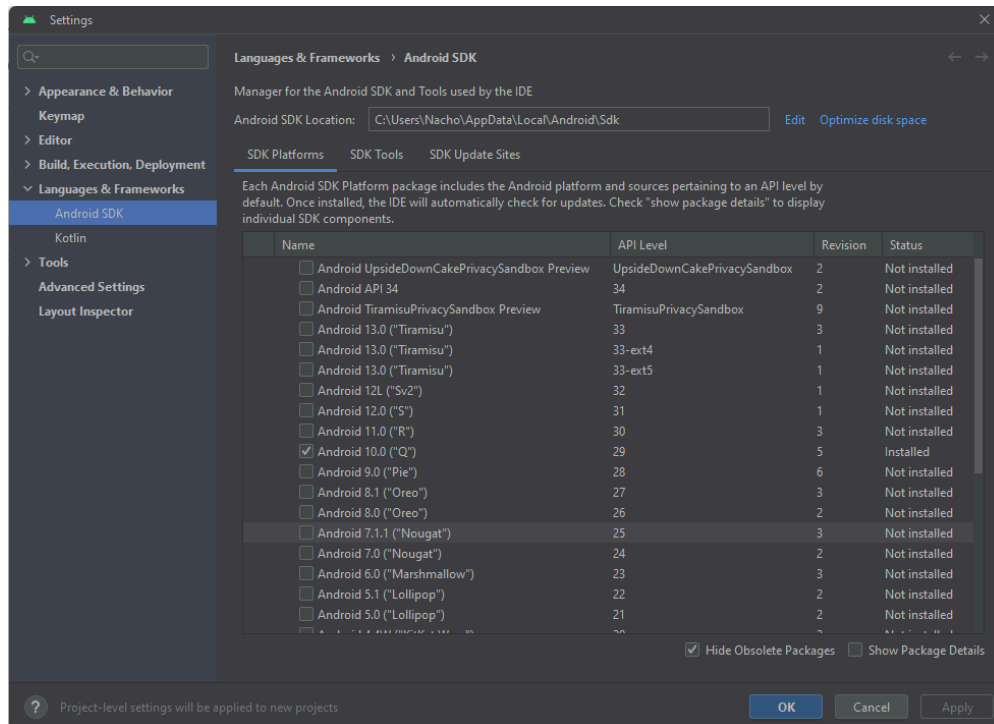 Settings
Languages & Frameworks › Android SDK
Appearance & Behavior
Keymap
Editor
Build, Execution, Deployment
Languages & Frameworks
Android SDK
Kotlin
Tools
Advanced Settings
Layout Inspector
Manager for the Android SDK and Tools used by the IDE
Android SDK Location: C:\Users\Nacho\AppData\Local\Android\Sdk Edit Optimize disk space
SDK Platforms SDK Tools SDK Update Sites
Each Android SDK Platform package includes the Android platform and sources pertaining to an API level by
default. Once installed, the IDE will automatically check for updates. Check "show package details" to display
individual SDK components.
Name API Level Revision Status
Android UpsideDownCakePrivacySandbox Preview UpsideDownCakePrivacySandbox 2 Not installed
Android API 34 34 2 Not installed
Android TiramisuPrivacySandbox Preview TiramisuPrivacySandbox 9 Not installed
Android 13.0 ("Tiramisu") 33 3 Not installed
Android 13.0 ("Tiramisu") 33-ext4 1 Not installed
Android 13.0 ("Tiramisu") 33-ext5 1 Not installed
Android 12L ("Sv2") 32 1 Not installed
Android 12.0 ("S") 31 1 Not installed
Android 11.0 ("R") 30 3 Not installed
Android 10.0 ("Q") 29 5 Installed
Android 9.0 ("Pie") 28 6 Not installed
Android 8.1 ("Oreo") 27 3 Not installed
Android 8.0 ("Oreo") 26 2 Not installed
Android 7.1.1 ("Nougat") 25 3 Not installed
Android 7.0 ("Nougat") 24 2 Not installed
Android 6.0 ("Marshmallow") 23 3 Not installed
Android 5.1 ("Lollipop") 22 2 Not installed
Android 5.0 ("Lollipop") 21 2 Not installed
Hide Obsolete Packages Show Package Details
? Project-level settings will be applied to new projects
OK Cancel Apply